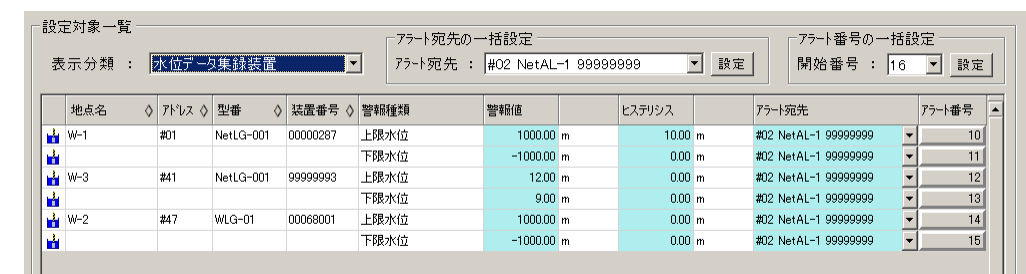 設定対象一覧
表示分類 : 水位データ集録装置
アラート宛先の一括設定
アラート宛先 : #02 NetAL-1 99999999 設定
アラート番号の一括設定
開始番号 : 16 設定
地点名 アドレス 型番 装置番号 警報種類 警報値 ヒステリシス アラート宛先 アラート番号
W-1 #01 NetLG-001 00000287 上限水位 1000.00 m 10.00 m #02 NetAL-1 99999999 10
下限水位 -1000.00 m 0.00 m #02 NetAL-1 99999999 11
W-3 #41 NetLG-001 99999993 上限水位 12.00 m 0.00 m #02 NetAL-1 99999999 12
下限水位 9.00 m 0.00 m #02 NetAL-1 99999999 13
W-2 #47 WLG-01 00068001 上限水位 1000.00 m 0.00 m #02 NetAL-1 99999999 14
下限水位 -1000.00 m 0.00 m #02 NetAL-1 99999999 15